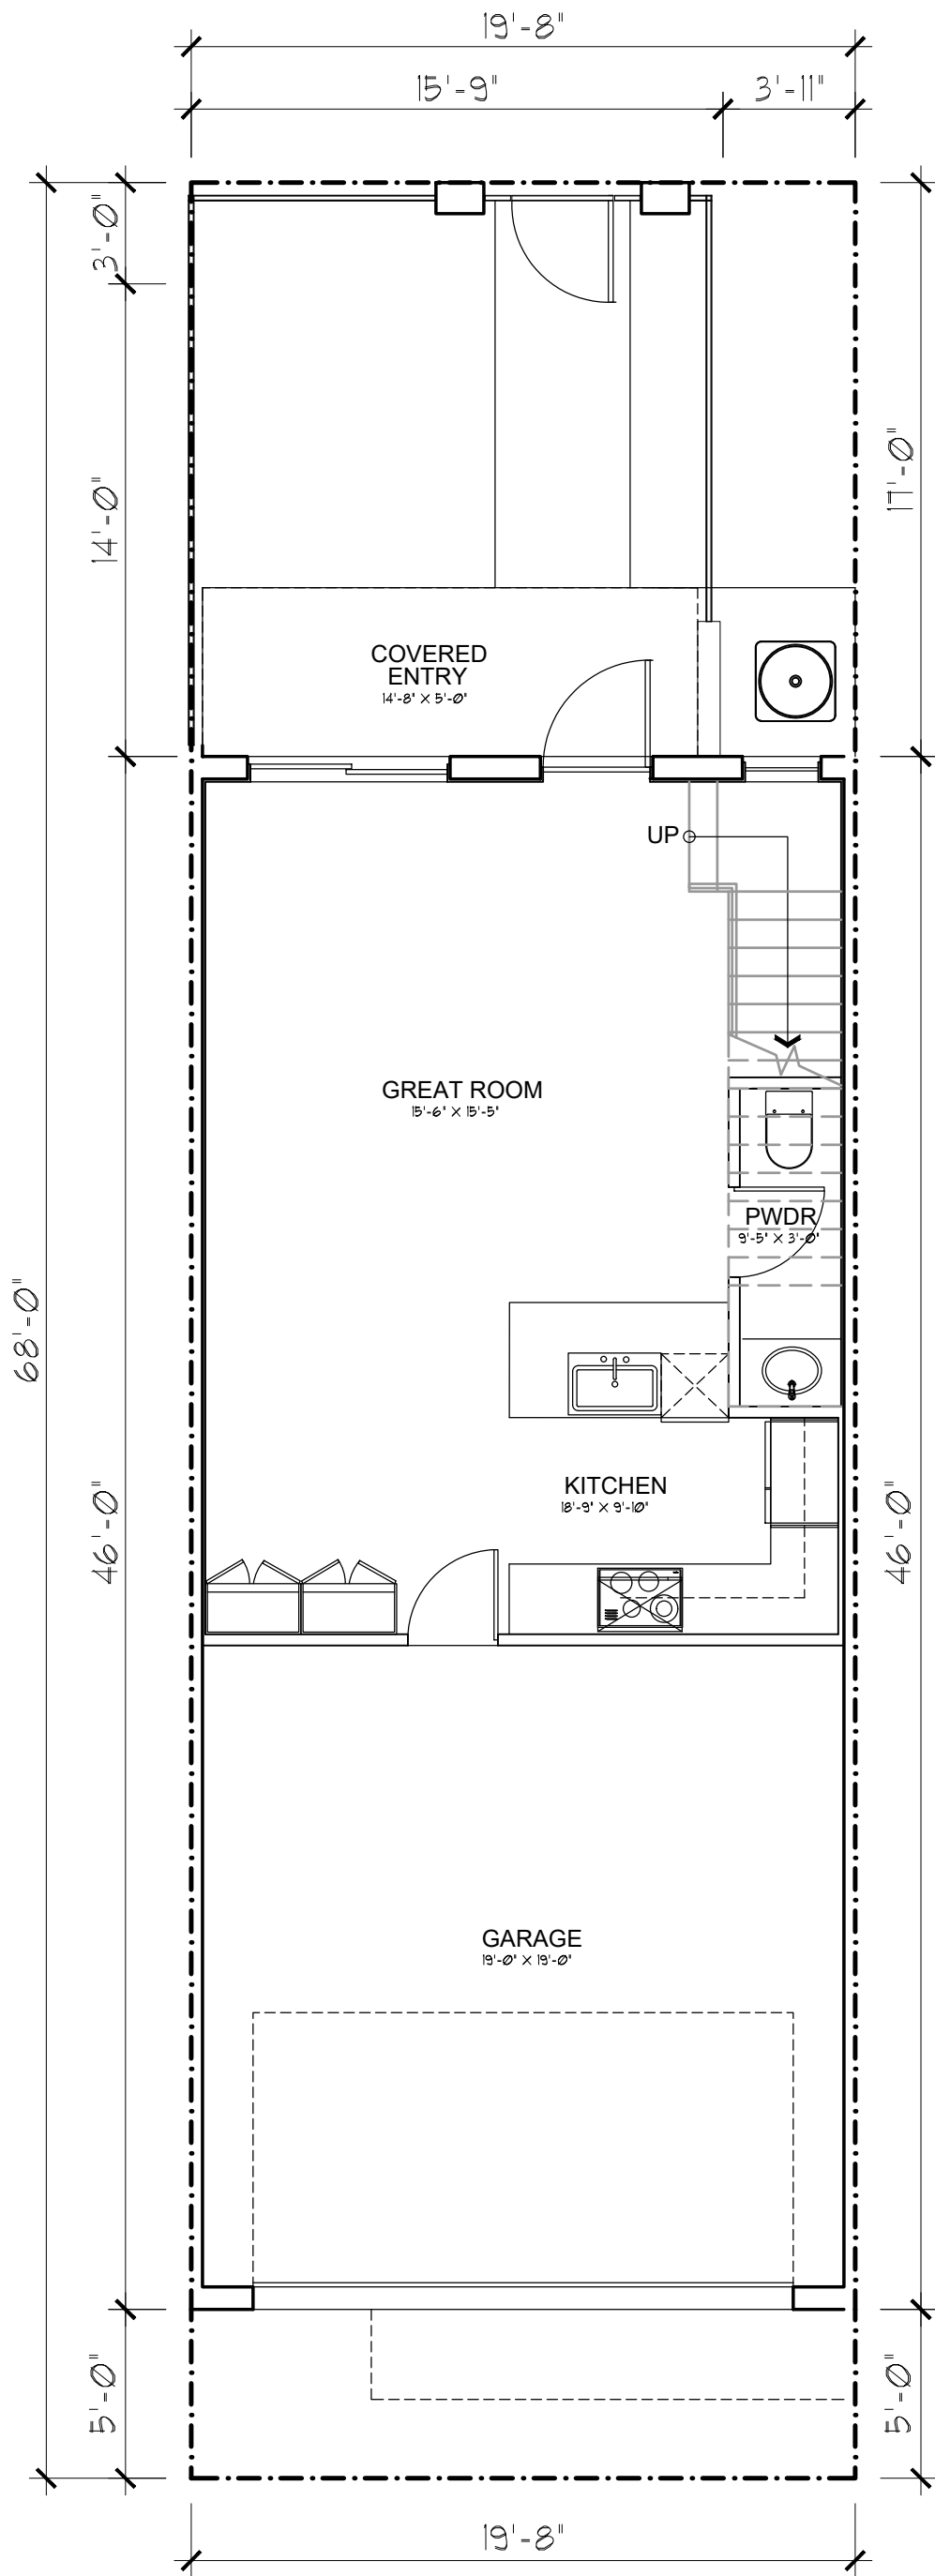 19'-8"
15'-9"
3'-11"
3'-0"
14'-0"
17'-0"
COVERED
ENTRY
14'-8" X 5'-0"
UP
GREAT ROOM
15'-6" X 15'-5"
PWDR
9'-5" X 3'-0"
68'-0"
KITCHEN
18'-9" X 9'-10"
46'-0"
46'-0"
GARAGE
19'-0" X 19'-0"
5'-0"
5'-0"
19'-8"